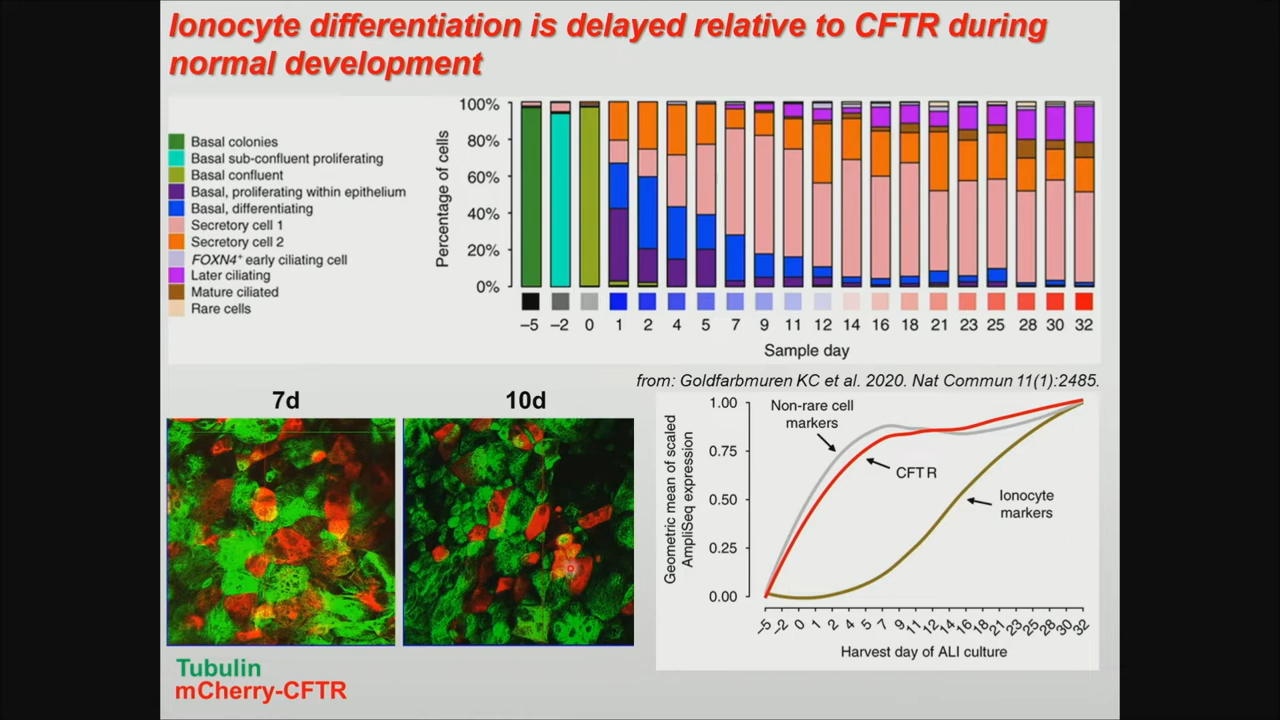 Ionocyte differentiation is delayed relative to CFTR during
normal development
Basal colonies
Basal sub-confluent proliferating
Basal confluent
Basal, proliferating within epithelium
Basal, differentiating
Secretory cell 1
Secretory cell 2
FOXN4+ early ciliating cell
Later ciliating
Mature ciliated
Rare cells
Percentage of cells
100%
80%
60%
40%
20%
0%
–5 –2 0 1 2 4 5 7 9 11 12 14 16 18 21 23 25 28 30 32
Sample day
from: Goldfarbmuren KC et al. 2020. Nat Commun 11(1):2485.
7d
10d
Tubulin
mCherry-CFTR
Geometric mean of scaled
AmpliSeq expression
1.00
0.75
0.50
0.25
0.00
Non-rare cell
markers
CFTR
Ionocyte
markers
–5 –2 0 1 2 4 5 7 9 11 12 14 16 18 21 23 25 28 30 32
Harvest day of ALI culture